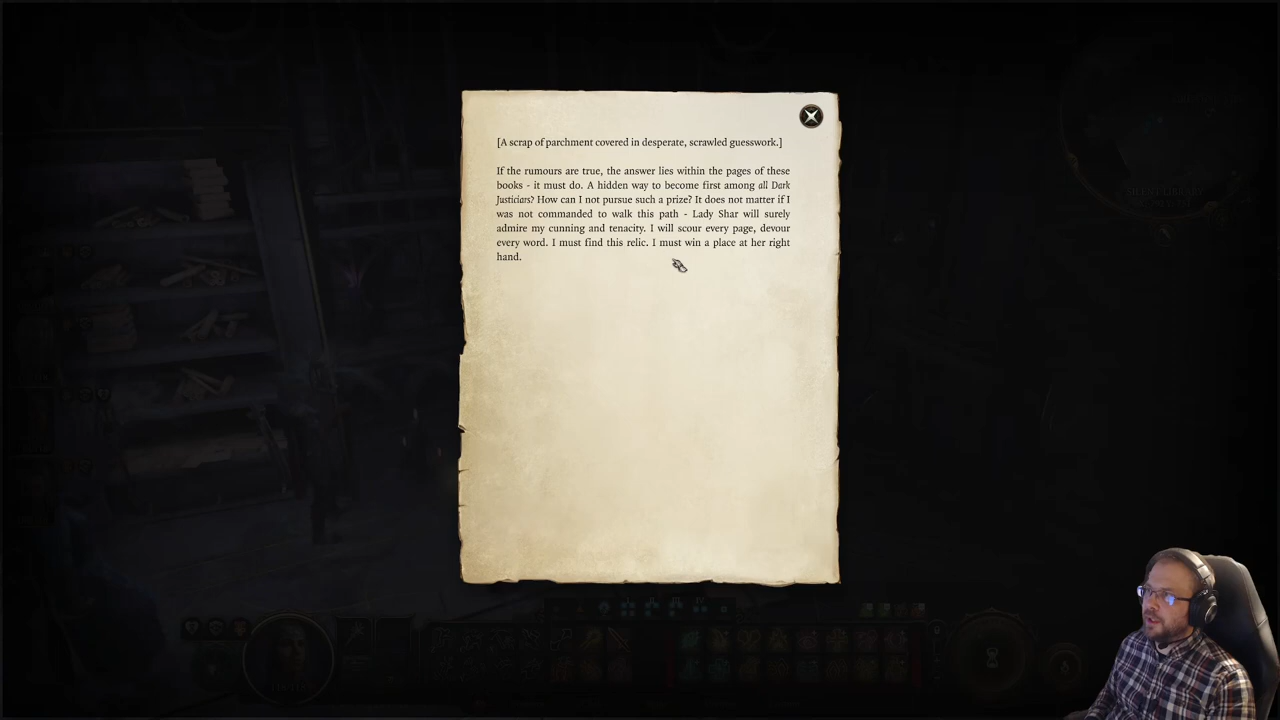 [A scrap of parchment covered in desperate, scrawled guesswork.]
If the rumours are true, the answer lies within the pages of these
books - it must do. A hidden way to become first among all Dark
Justiciars? How can I not pursue such a prize? It does not matter if I
was not commanded to walk this path - Lady Shar will surely
admire my cunning and tenacity. I will scour every page, devour
every word. I must find this relic. I must win a place at her right
hand.
SILENT LIBRARY